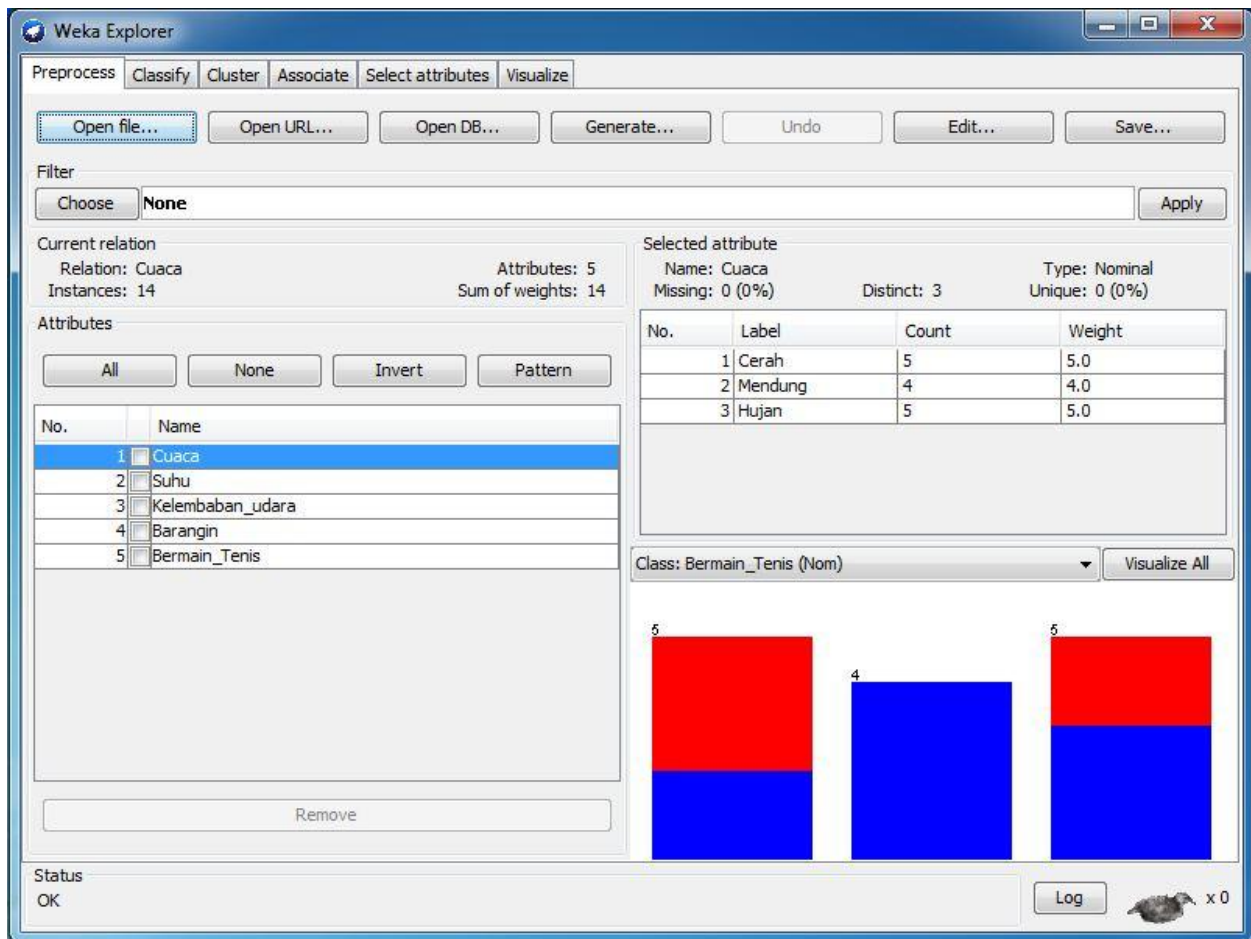 Weka Explorer
Preprocess Classify Cluster Associate Select attributes Visualize
Open file... Open URL... Open DB... Generate... Undo Edit... Save...
Filter
Choose None Apply
Current relation
Relation: Cuaca Attributes: 5
Instances: 14 Sum of weights: 14
Selected attribute
Name: Cuaca Type: Nominal
Missing: 0 (0%) Distinct: 3 Unique: 0 (0%)
Attributes
All None Invert Pattern
No. Name
1 Cuaca
2 Suhu
3 Kelembaban_udara
4 Barangin
5 Bermain_Tenis
Remove
No. Label Count Weight
1 Cerah 5 5.0
2 Mendung 4 4.0
3 Hujan 5 5.0
Class: Bermain_Tenis (Nom) Visualize All
5 4 5
Status
OK Log x 0